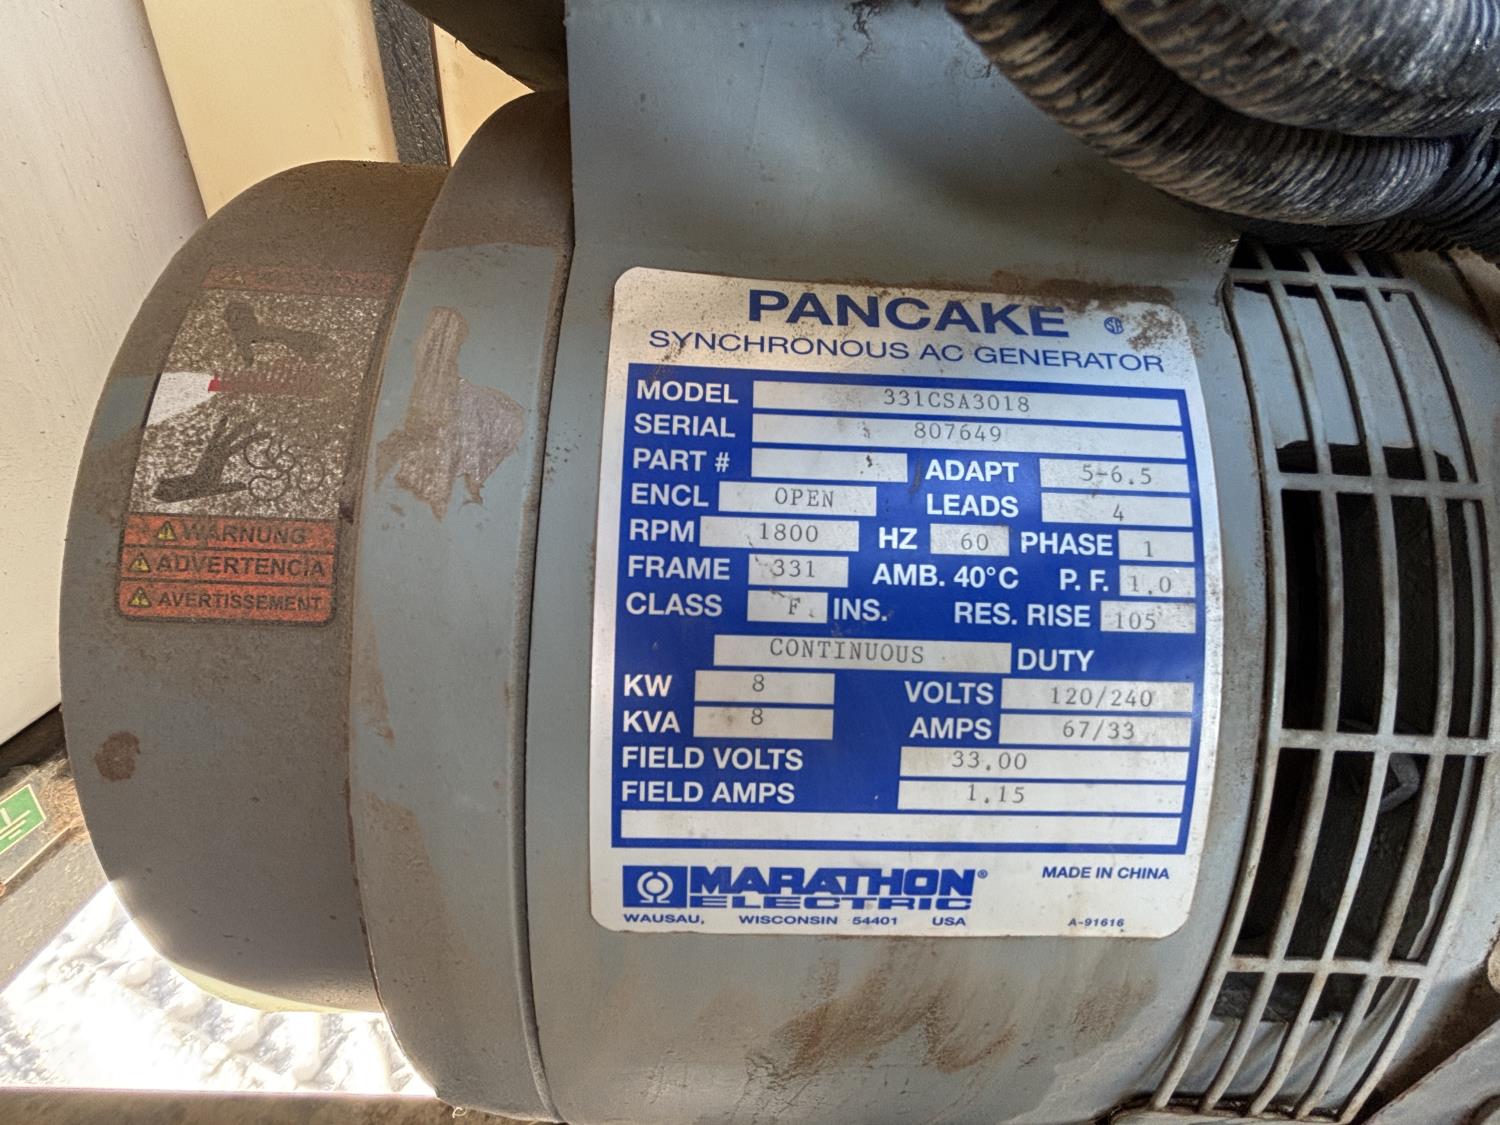 PANCAKE
SYNCHRONOUS AC GENERATOR
MODEL 331CSA3018
SERIAL 807649
PART # ADAPT 5-6.5
ENCL OPEN LEADS 4
RPM 1800 HZ 60 PHASE 1
FRAME 331 AMB. 40°C P. F. 1.0
CLASS F INS. RES. RISE 105
CONTINUOUS DUTY
KW 8 VOLTS 120/240
KVA 8 AMPS 67/33
FIELD VOLTS 33.00
FIELD AMPS 1.15
MARATHON® MADE IN CHINA
ELECTRIC
WAUSAU, WISCONSIN 54401 USA A-91616
WARNUNG
ADVERTENCIA
AVERTISSEMENT